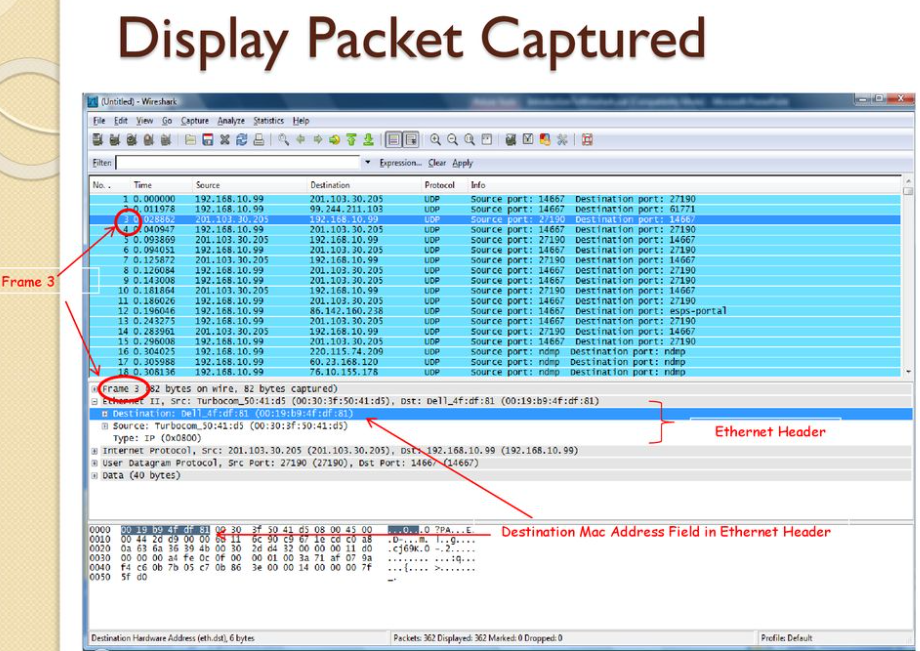 Display Packet Captured
(Untitled) - Wireshark
File Edit View Go Capture Analyze Statistics Help
Filter: Expression... Clear Apply
No. . Time Source Destination Protocol Info
1 0.000000 192.168.10.99 201.103.30.205 UDP Source port: 14667 Destination port: 27190
2 0.011978 192.168.10.99 99.244.211.103 UDP Source port: 14667 Destination port: 61771
3 0.028862 201.103.30.205 192.168.10.99 UDP Source port: 27190 Destination port: 14667
4 0.040947 192.168.10.99 201.103.30.205 UDP Source port: 14667 Destination port: 27190
5 0.093869 201.103.30.205 192.168.10.99 UDP Source port: 27190 Destination port: 14667
6 0.094051 192.168.10.99 201.103.30.205 UDP Source port: 14667 Destination port: 27190
7 0.125872 201.103.30.205 192.168.10.99 UDP Source port: 27190 Destination port: 14667
8 0.126084 192.168.10.99 201.103.30.205 UDP Source port: 14667 Destination port: 27190
9 0.143008 192.168.10.99 201.103.30.205 UDP Source port: 14667 Destination port: 27190
10 0.181864 201.103.30.205 192.168.10.99 UDP Source port: 27190 Destination port: 14667
11 0.186026 192.168.10.99 201.103.30.205 UDP Source port: 14667 Destination port: 27190
12 0.196046 192.168.10.99 86.142.160.238 UDP Source port: 14667 Destination port: esps-portal
13 0.243275 192.168.10.99 201.103.30.205 UDP Source port: 14667 Destination port: 27190
14 0.283961 201.103.30.205 192.168.10.99 UDP Source port: 27190 Destination port: 14667
15 0.296008 192.168.10.99 201.103.30.205 UDP Source port: 14667 Destination port: 27190
16 0.304025 192.168.10.99 220.115.74.209 UDP Source port: ndmp Destination port: ndmp
17 0.305988 192.168.10.99 60.23.168.120 UDP Source port: ndmp Destination port: ndmp
18 0.308136 192.168.10.99 76.10.155.178 UDP Source port: ndmp Destination port: ndmp
Frame 3
Frame 3 (82 bytes on wire, 82 bytes captured)
Ethernet II, Src: Turbocom_50:41:d5 (00:30:3f:50:41:d5), Dst: Dell_4f:df:81 (00:19:b9:4f:df:81)
Destination: Dell_4f:df:81 (00:19:b9:4f:df:81)
Source: Turbocom_50:41:d5 (00:30:3f:50:41:d5)
Type: IP (0x0800)
Ethernet Header
Internet Protocol, Src: 201.103.30.205 (201.103.30.205), Dst: 192.168.10.99 (192.168.10.99)
User Datagram Protocol, Src Port: 27190 (27190), Dst Port: 14667 (14667)
Data (40 bytes)
Destination Mac Address Field in Ethernet Header
0000 00 19 b9 4f df 81 00 30 3f 50 41 d5 08 00 45 00 ...O...0 ?PA...E.
0010 00 44 2d d9 00 00 6b 11 6c 90 c9 67 1e cd c0 a8 .D-...m. l..g....
0020 0a 63 6a 36 39 4b 00 30 2d d4 32 00 00 00 11 d0 .cj69K.0 -.2.....
0030 00 00 00 a4 fe 0c 0f 00 00 01 00 3a 71 af 07 9a ........ ...:q...
0040 f4 c6 0b 7b 05 c7 0b 86 3e 00 00 14 00 00 00 7f ...{.... >.......
0050 5f d0 _.
Destination Hardware Address (eth.dst), 6 bytes Packets: 362 Displayed: 362 Marked: 0 Dropped: 0 Profile: Default